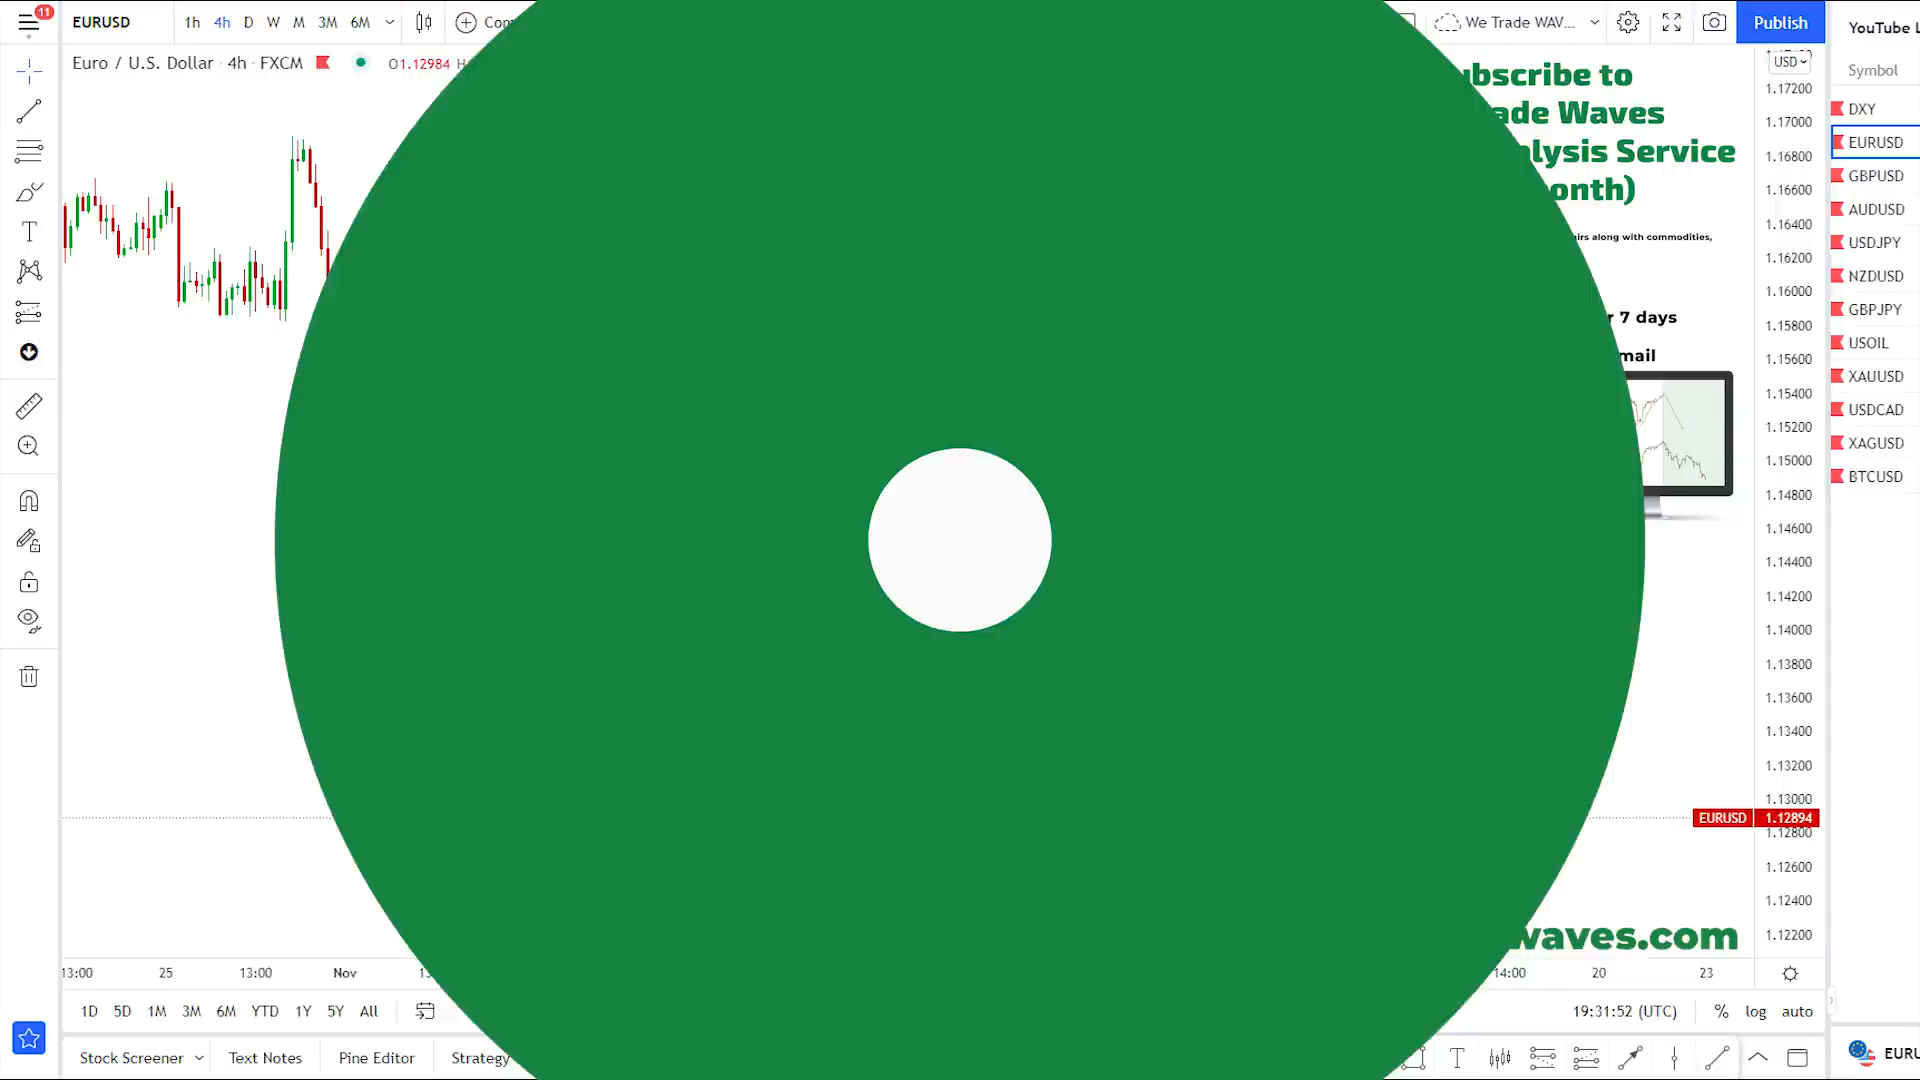 11
EURUSD
1h 4h D W M 3M 6M
We Trade WAV...
Publish
YouTube
Euro / U.S. Dollar · 4h · FXCM
O1.12984
USD
Symbol
1.17200
1.17000
1.16800
1.16600
1.16400
1.16200
1.16000
1.15800
1.15600
1.15400
1.15200
1.15000
1.14800
1.14600
1.14400
1.14200
1.14000
1.13800
1.13600
1.13400
1.13200
1.13000
EURUSD 1.12894
1.12800
1.12600
1.12400
1.12200
DXY
EURUSD
GBPUSD
AUDUSD
USDJPY
NZDUSD
GBPJPY
USOIL
XAUUSD
USDCAD
XAGUSD
BTCUSD
ubscribe to
ade Waves
alysis Service
onth)
irs along with commodities,
r 7 days
mail
waves.com
13:00 25 13:00 Nov 14:00 20 23
1D 5D 1M 3M 6M YTD 1Y 5Y All
19:31:52 (UTC) % log auto
Stock Screener Text Notes Pine Editor Strategy
EURU